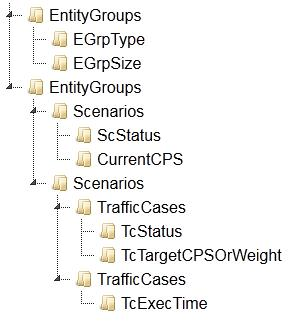 EntityGroups
EGrpType
EGrpSize
EntityGroups
Scenarios
ScStatus
CurrentCPS
Scenarios
TrafficCases
TcStatus
TcTargetCPSOrWeight
TrafficCases
TcExecTime